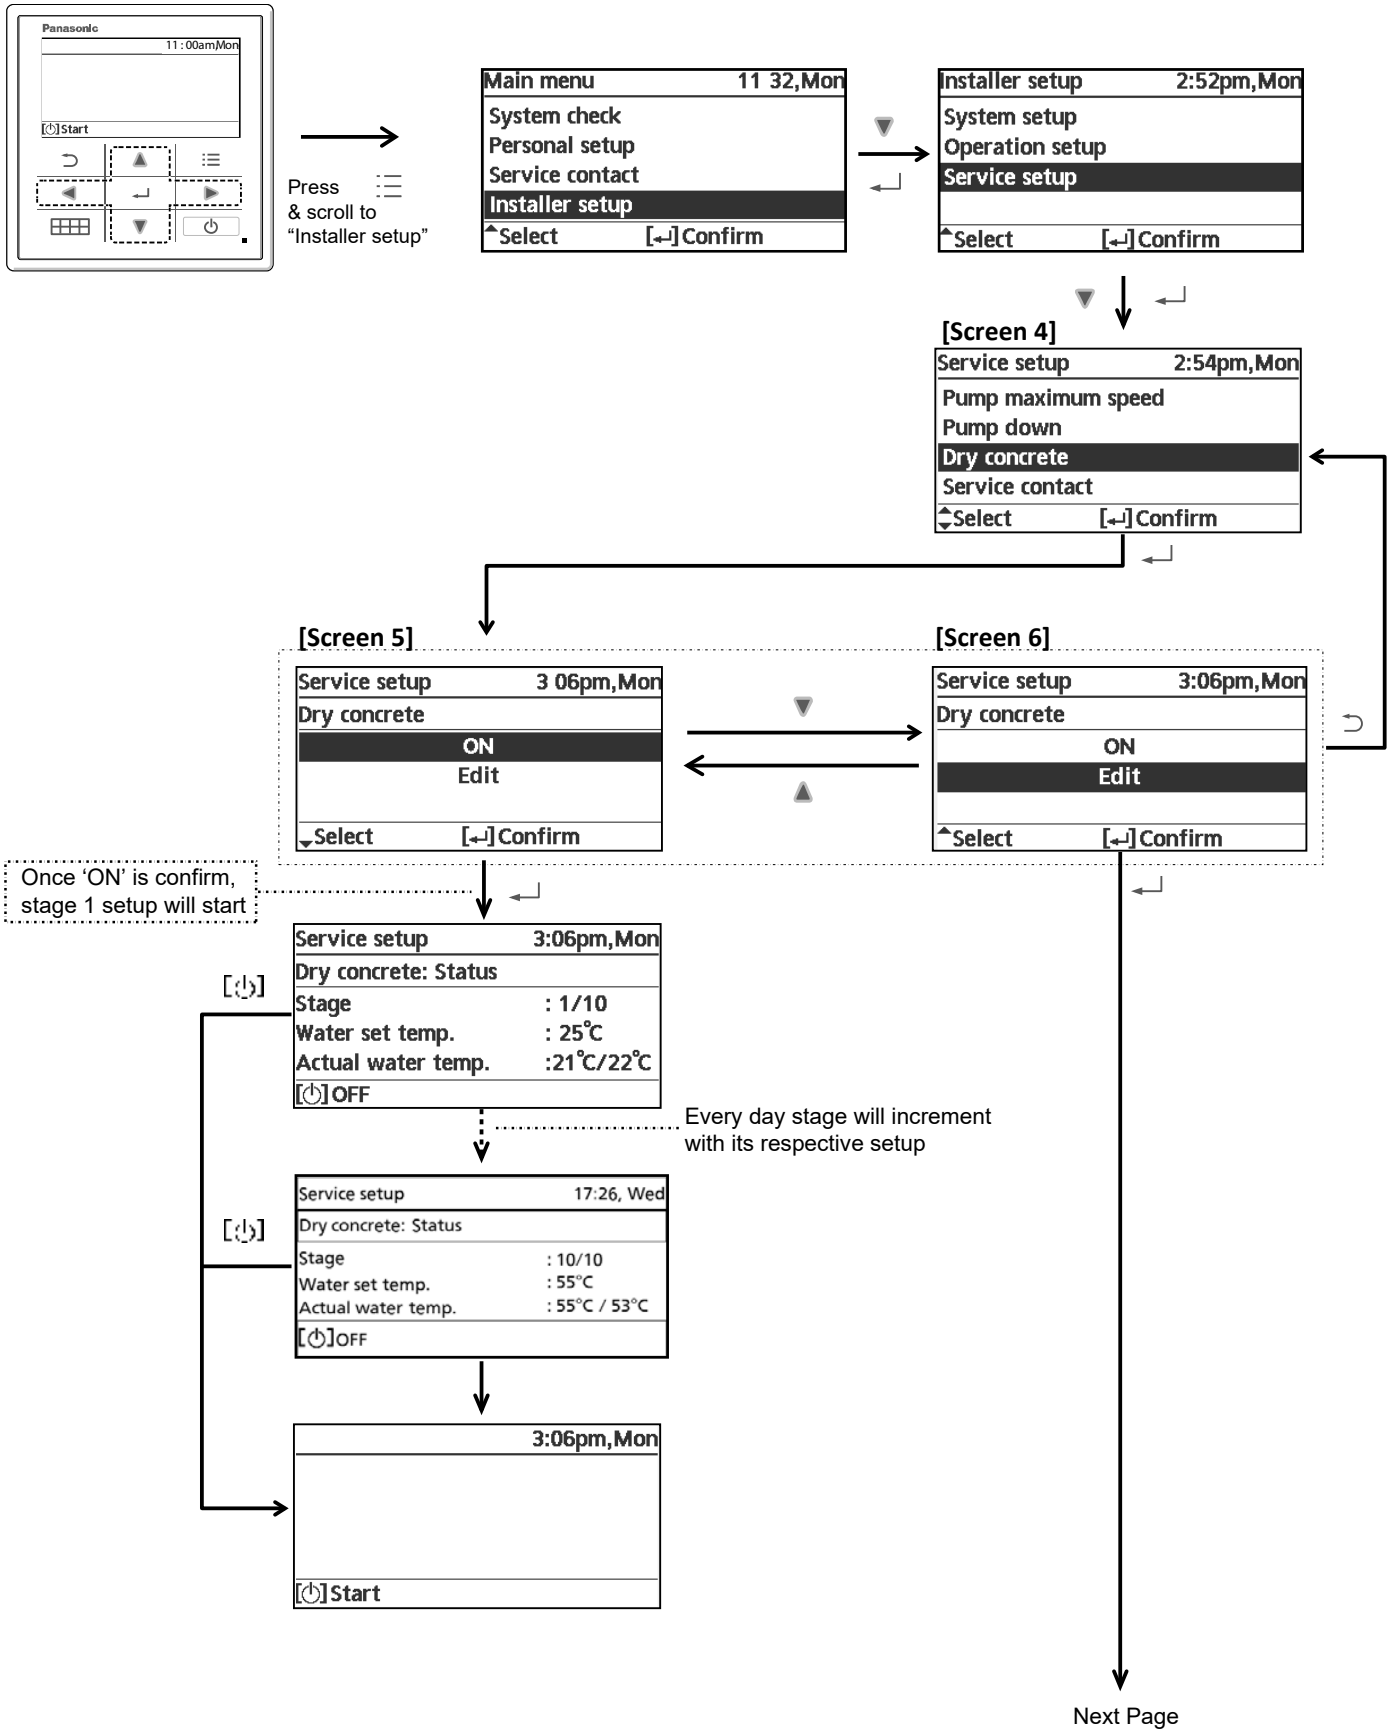 Panasonic
11:00am,Mon
[⏻]Start
Press
& scroll to
“Installer setup”
Main menu 11 32,Mon
System check
Personal setup
Service contact
Installer setup
Select [↵]Confirm
Installer setup 2:52pm,Mon
System setup
Operation setup
Service setup
Select [↵]Confirm
[Screen 4]
Service setup 2:54pm,Mon
Pump maximum speed
Pump down
Dry concrete
Service contact
Select [↵]Confirm
[Screen 5]
Service setup 3 06pm,Mon
Dry concrete
ON
Edit
Select [↵]Confirm
[Screen 6]
Service setup 3:06pm,Mon
Dry concrete
ON
Edit
Select [↵]Confirm
Once ‘ON’ is confirm,
stage 1 setup will start
Service setup 3:06pm,Mon
Dry concrete: Status
Stage : 1/10
Water set temp. : 25°C
Actual water temp. :21°C/22°C
[⏻]OFF
[⏻]
Every day stage will increment
with its respective setup
Service setup 17:26, Wed
Dry concrete: Status
Stage : 10/10
Water set temp. : 55°C
Actual water temp. : 55°C / 53°C
[⏻]OFF
[⏻]
3:06pm,Mon
[⏻]Start
Next Page